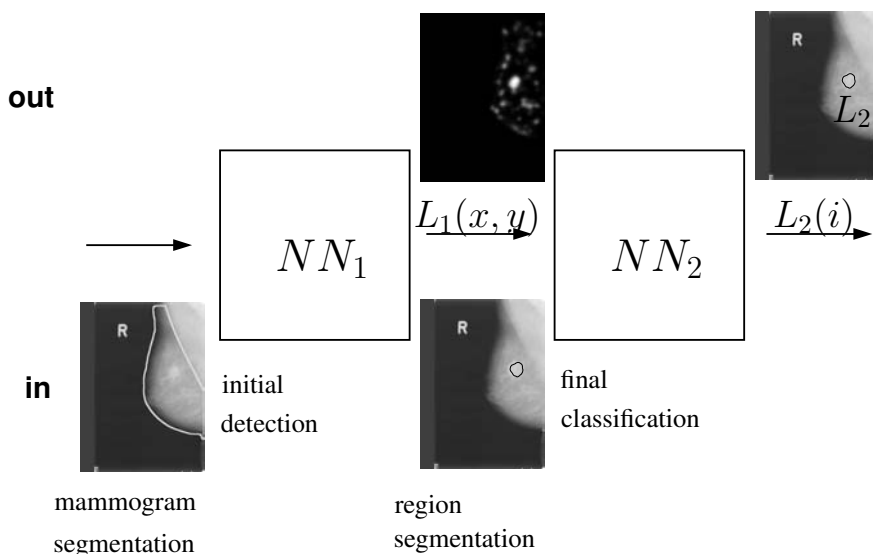 R
out
L₂
L₁(x, y)
L₂(i)
NN₁
NN₂
R
R
in
initial
detection
final
classification
mammogram
segmentation
region
segmentation